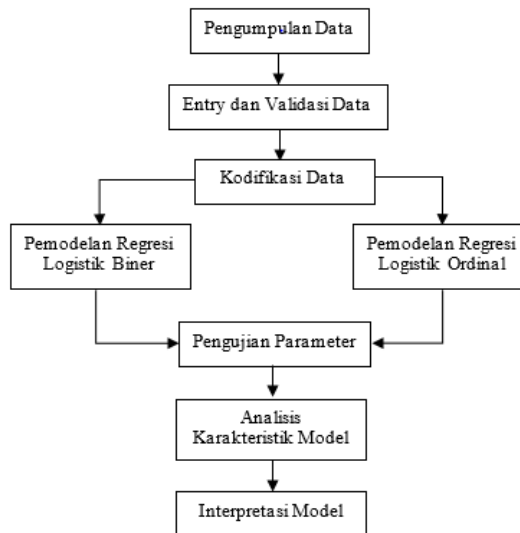 Pengumpulan Data
Entry dan Validasi Data
Kodifikasi Data
Pemodelan Regresi
Logistik Biner
Pemodelan Regresi
Logistik Ordinal
Pengujian Parameter
Analisis
Karakteristik Model
Interpretasi Model